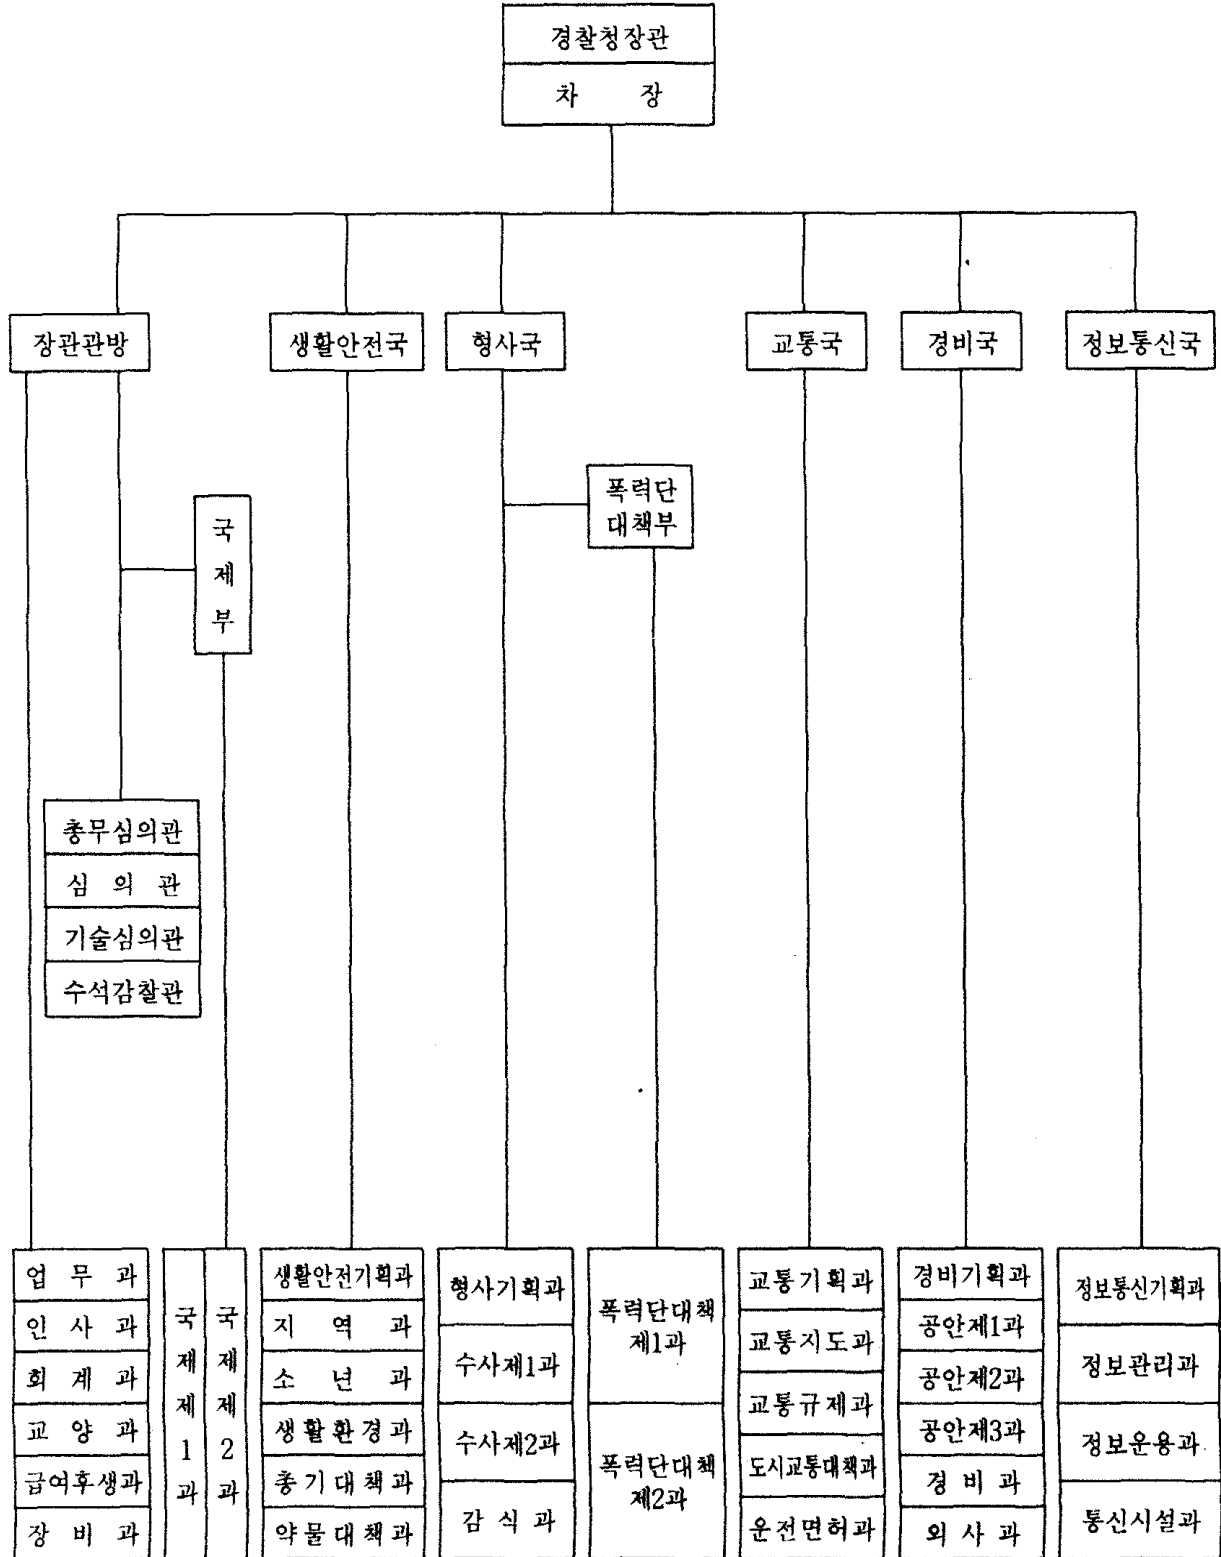 경찰청장관
차 장
장관관방
생활안전국
형사국
교통국
경비국
정보통신국
폭력단
대책부
국
제
부
총무심의관
심 의 관
기술심의관
수석감찰관
업 무 과
인 사 과
회 계 과
교 양 과
급여후생과
장 비 과
국
제
제
1
과
국
제
제
2
과
생활안전기획과
지 역 과
소 년 과
생활환경과
총기대책과
약물대책과
형사기획과
수사제1과
수사제2과
감 식 과
폭력단대책
제1과
폭력단대책
제2과
교통기획과
교통지도과
교통규제과
도시교통대책과
운전면허과
경비기획과
공안제1과
공안제2과
공안제3과
경 비 과
외 사 과
정보통신기획과
정보관리과
정보운용과
통신시설과